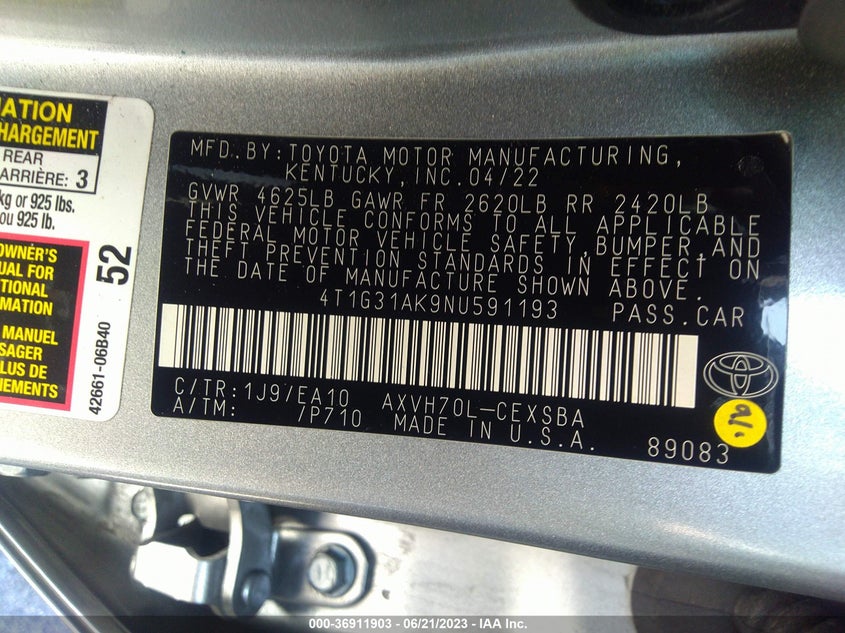 MATION
CHARGEMENT
REAR
ARRIÈRE: 3
kg or 925 lbs.
ou 925 lb.
OWNER'S
UAL FOR
TIONAL
RMATION
MANUEL
SAGER
PLUS DE
NEMENTS
52
42661-06B40
MFD.BY:TOYOTA MOTOR MANUFACTURING,
KENTUCKY,INC.04/22
GVWR 4625LB GAWR FR 2620LB RR 2420LB
THIS VEHICLE CONFORMS TO ALL APPLICABLE
FEDERAL MOTOR VEHICLE SAFETY,BUMPER,AND
THEFT PREVENTION STANDARDS IN EFFECT ON
THE DATE OF MANUFACTURE SHOWN ABOVE.
4T1G31AK9NU591193 PASS.CAR
C/TR:1J9/EA10 AXVH70L-CEXSBA
A/TM: /P710 MADE IN U.S.A. 89083
000-36911903 / 06/21/2023 - IAA Inc.